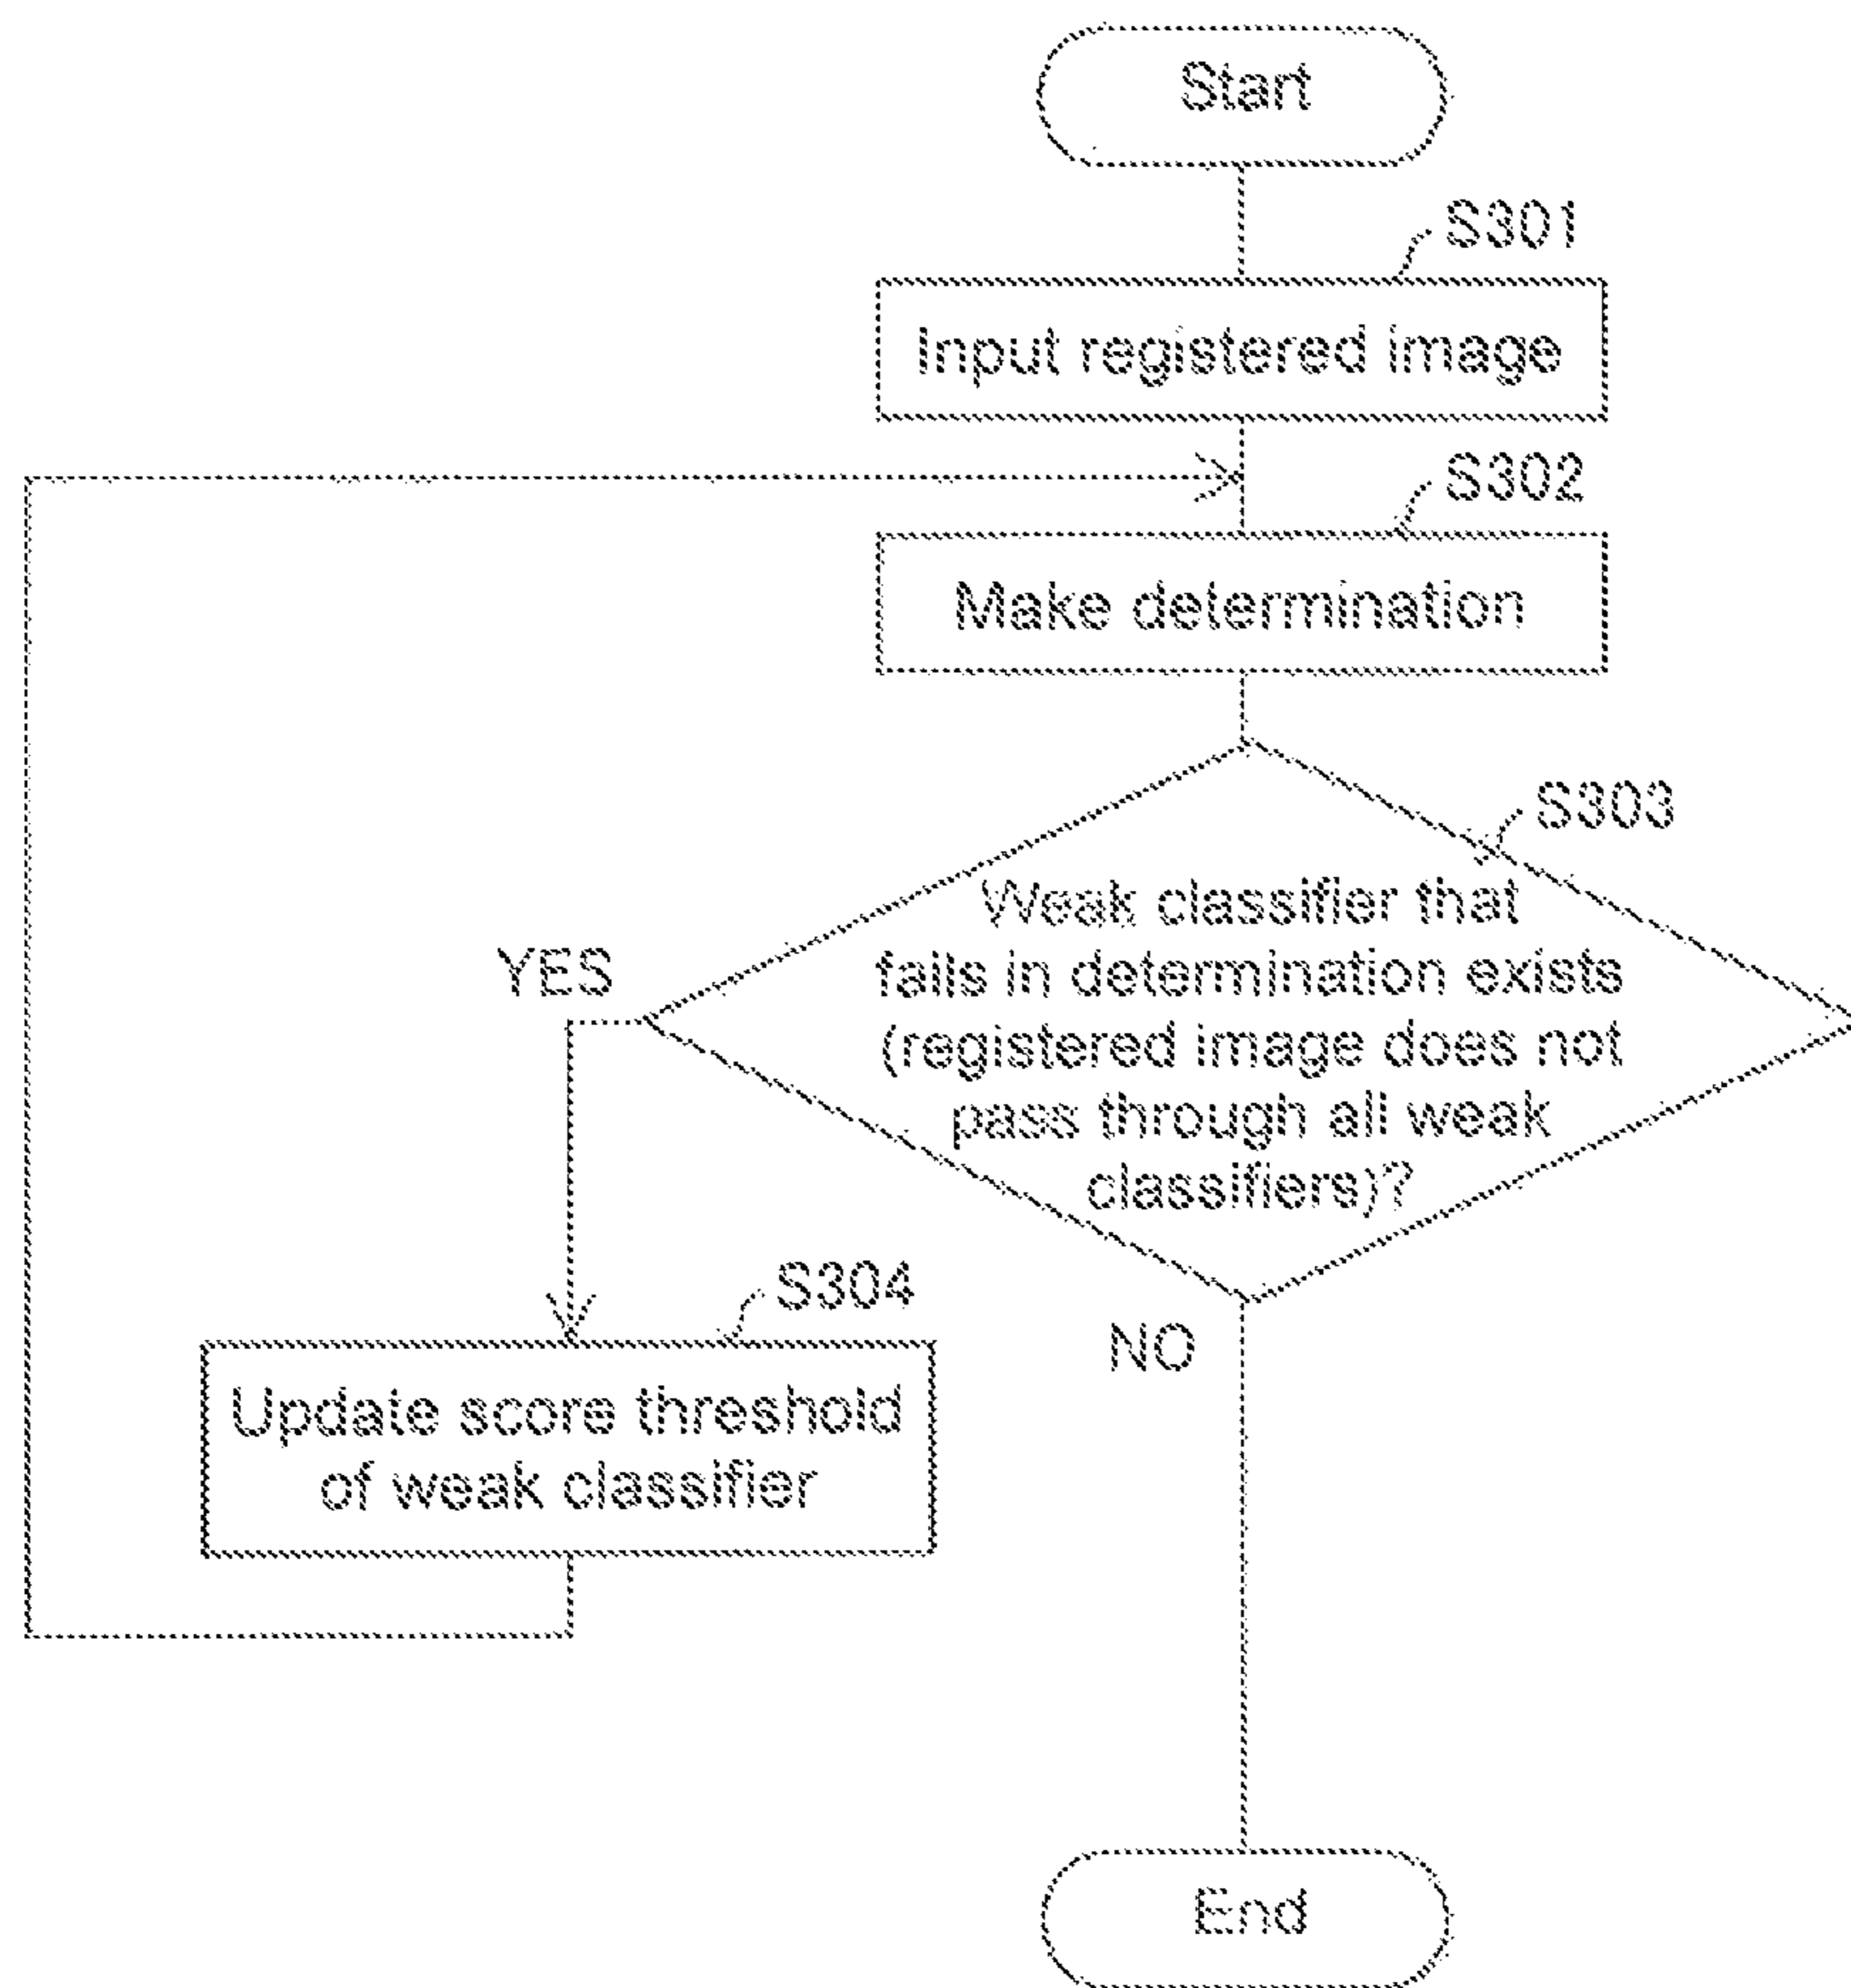 Start
S301
Input registered image
S302
Make determination
S303
Weak classifier that
fails in determination exists
(registered image does not
pass through all weak
classifiers)?
YES
NO
S304
Update score threshold
of weak classifier
End